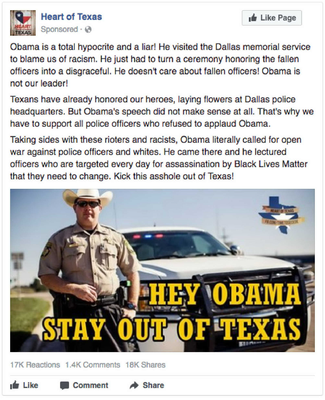 Heart of Texas
Sponsored ·
Like Page
Obama is a total hypocrite and a liar! He visited the Dallas memorial service
to blame us of racism. He just had to turn a ceremony honoring the fallen
officers into a disgraceful. He doesn't care about fallen officers! Obama is
not our leader!
Texans have already honored our heroes, laying flowers at Dallas police
headquarters. But Obama's speech did not make sense at all. That's why we
have to support all police officers who refused to applaud Obama.
Taking sides with these rioters and racists, Obama literally called for open
war against police officers and whites. He came there and he lectured
officers who are targeted every day for assassination by Black Lives Matter
that they need to change. Kick this asshole out of Texas!
HEY OBAMA
STAY OUT OF TEXAS
17K Reactions 1.4K Comments 18K Shares
Like Comment Share